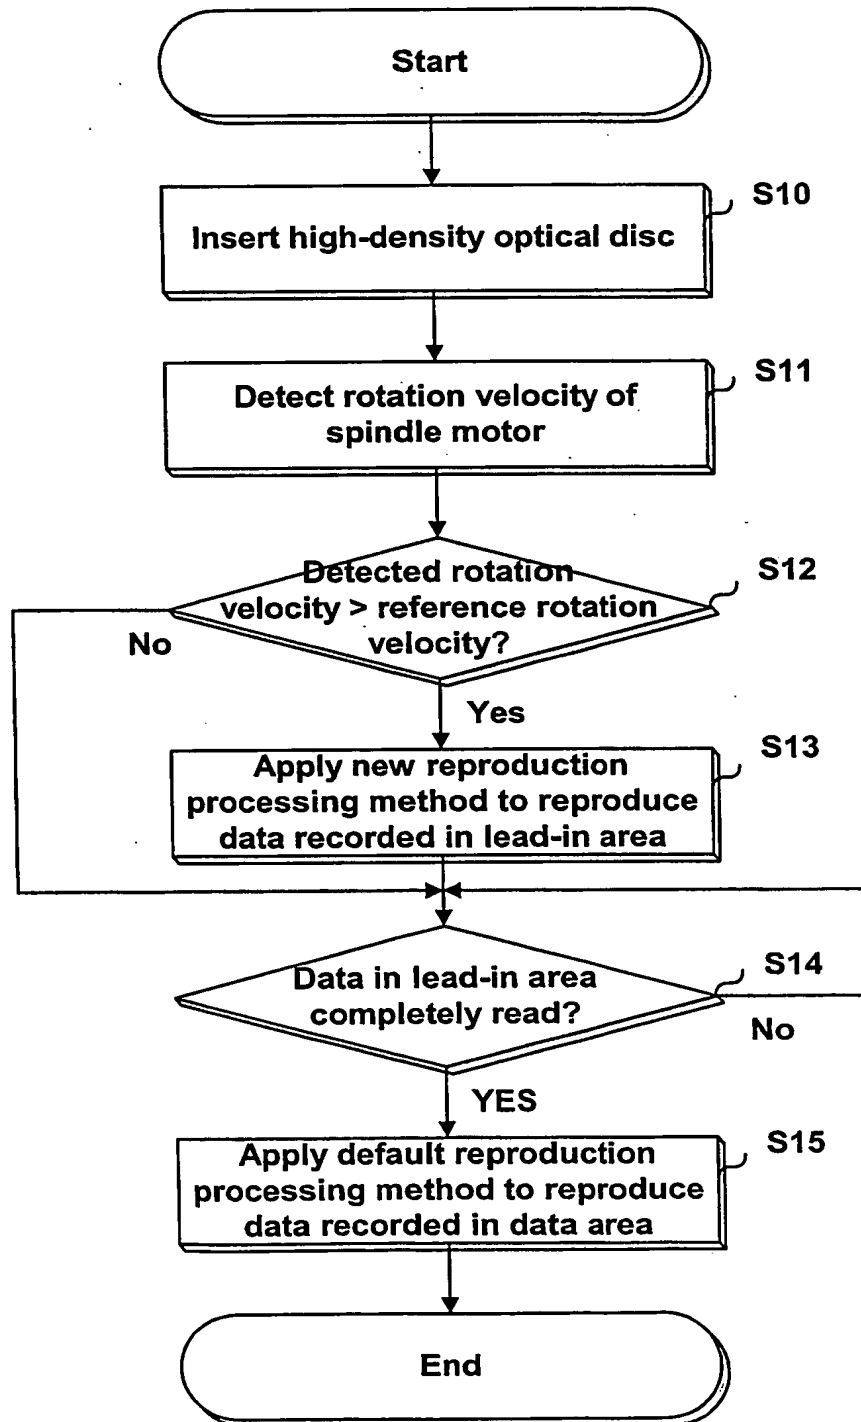 Start
S10
Insert high-density optical disc
S11
Detect rotation velocity of
spindle motor
S12
Detected rotation
velocity > reference rotation
velocity?
No
Yes
S13
Apply new reproduction
processing method to reproduce
data recorded in lead-in area
S14
Data in lead-in area
completely read?
No
YES
S15
Apply default reproduction
processing method to reproduce
data recorded in data area
End